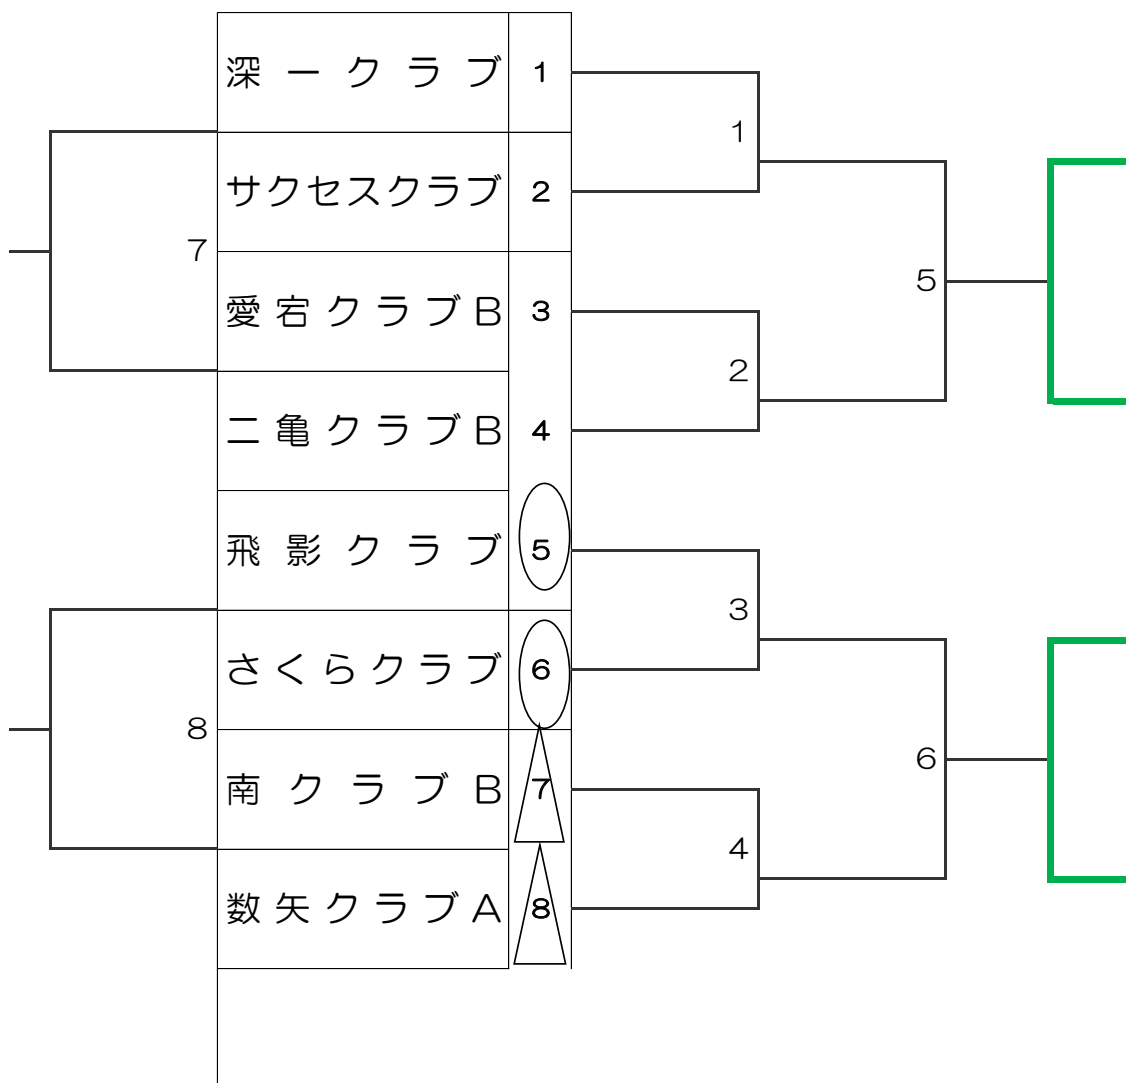 深一クラブ 1
1
サクセスクラブ 2
7
5
愛宕クラブB 3
2
二亀クラブB 4
飛影クラブ 5
3
さくらクラブ 6
8
6
南クラブB 7
4
数矢クラブA 8